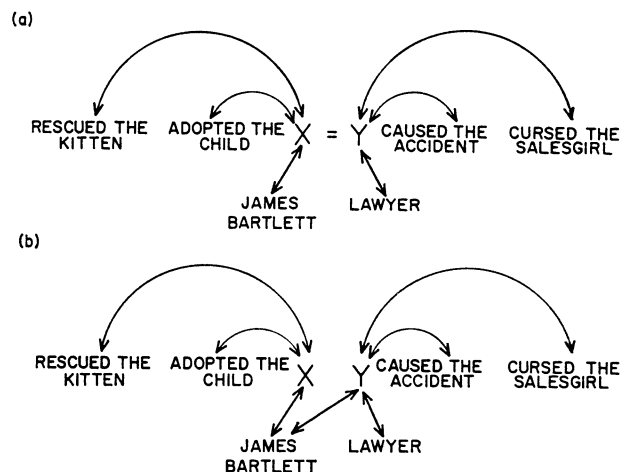 (a)
RESCUED THE
KITTEN
ADOPTED THE
CHILD
X = Y
CAUSED THE
ACCIDENT
CURSED THE
SALESGIRL
JAMES
BARTLETT
LAWYER
(b)
RESCUED THE
KITTEN
ADOPTED THE
CHILD
X Y
CAUSED THE
ACCIDENT
CURSED THE
SALESGIRL
JAMES
BARTLETT
LAWYER